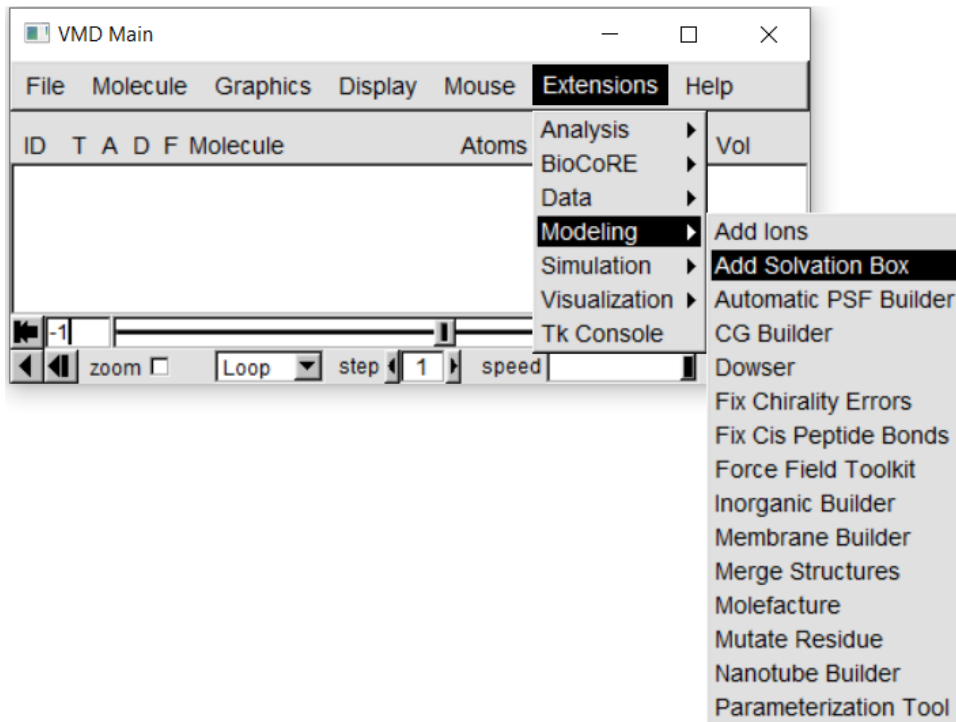 VMD Main
File Molecule Graphics Display Mouse Extensions Help
ID T A D F Molecule Atoms Vol
Analysis
BioCoRE
Data
Modeling
Simulation
Visualization
Tk Console
Add Ions
Add Solvation Box
Automatic PSF Builder
CG Builder
Dowser
Fix Chirality Errors
Fix Cis Peptide Bonds
Force Field Toolkit
Inorganic Builder
Membrane Builder
Merge Structures
Molefacture
Mutate Residue
Nanotube Builder
Parameterization Tool
-1
zoom Loop step 1 speed